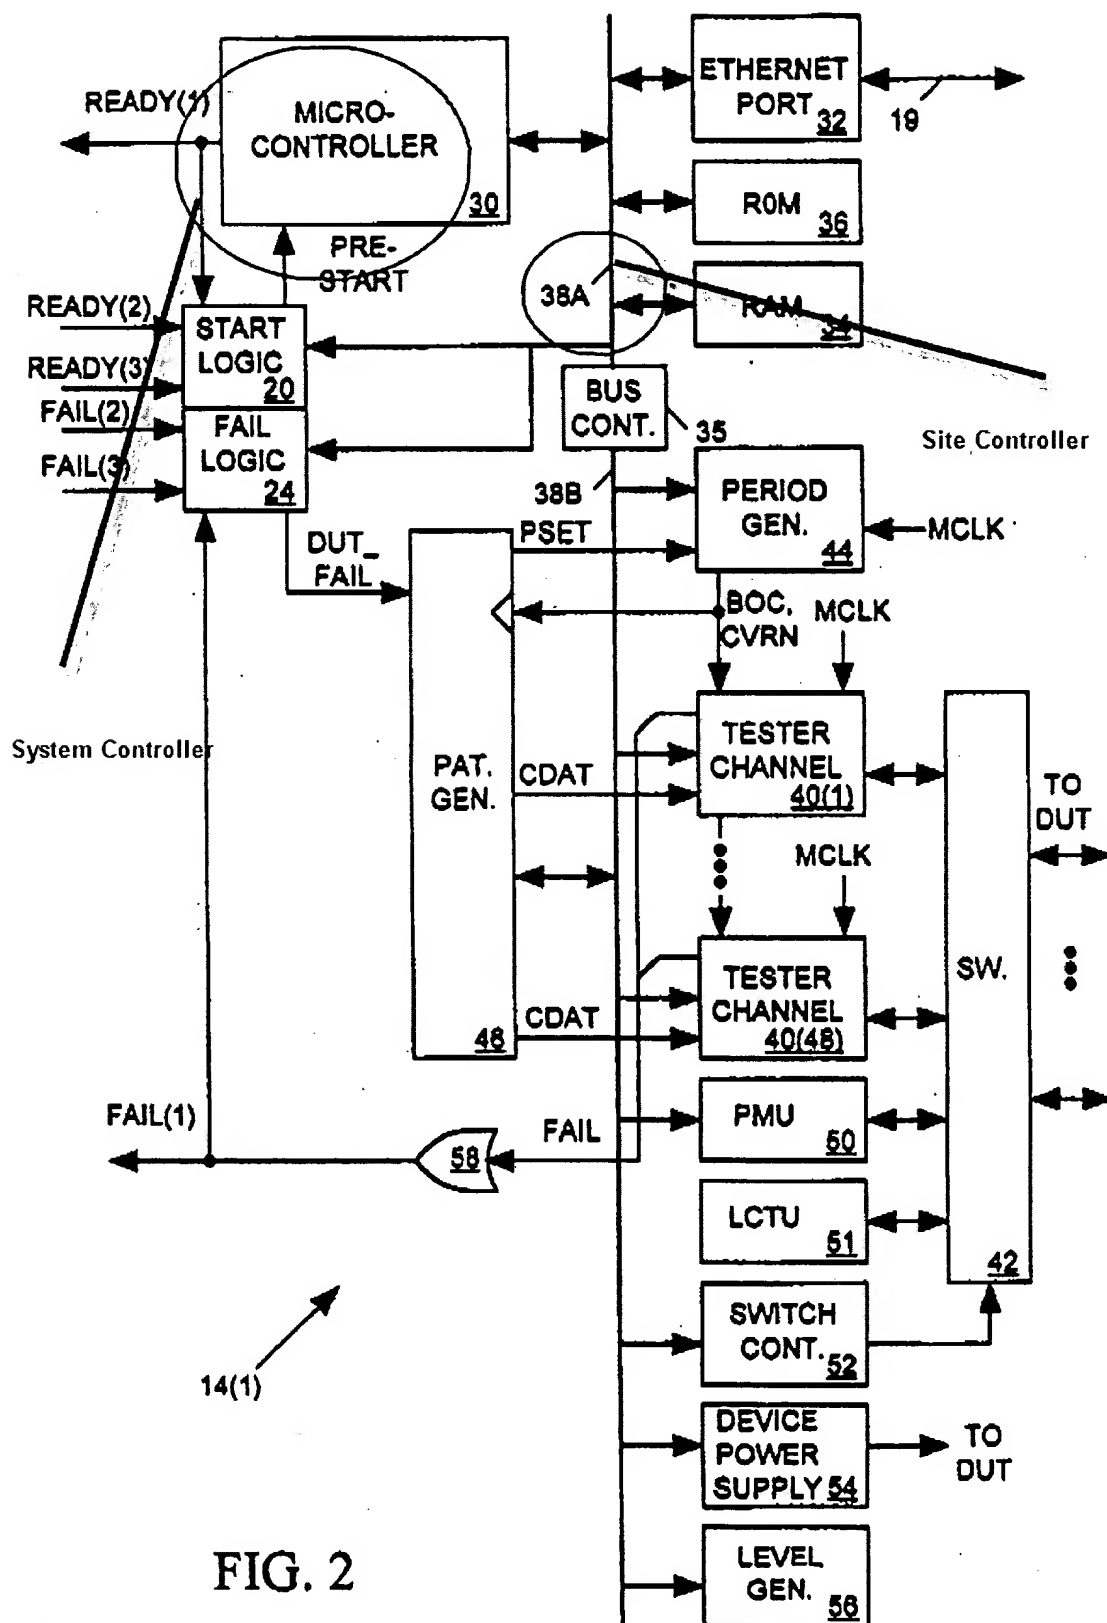 READY(1)
MICRO-
CONTROLLER
30
PRE-
START
ETHERNET
PORT
32
19
R0M
36
38A
RAM
34
READY(2)
START
LOGIC
20
READY(3)
FAIL(2)
FAIL
LOGIC
24
FAIL(3)
BUS
CONT.
35
Site Controller
38B
PERIOD
GEN.
44
MCLK
PSET
DUT_
FAIL
BOC,
CVRN
MCLK
System Controller
PAT.
GEN.
46
CDAT
TESTER
CHANNEL
40(1)
TO
DUT
MCLK
SW.
42
CDAT
TESTER
CHANNEL
40(48)
FAIL(1)
58
FAIL
PMU
50
LCTU
51
14(1)
SWITCH
CONT.
52
DEVICE
POWER
SUPPLY
54
TO
DUT
LEVEL
GEN.
56
FIG. 2